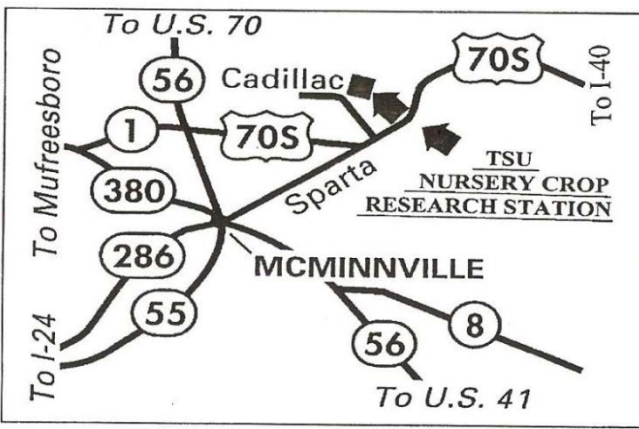 To U.S. 70
70S
To I-40
56
Cadillac
1
70S
To Mufreesboro
TSU
NURSERY CROP
RESEARCH STATION
380
Sparta
286
MCMINNVILLE
55
8
To I-24
56
To U.S. 41